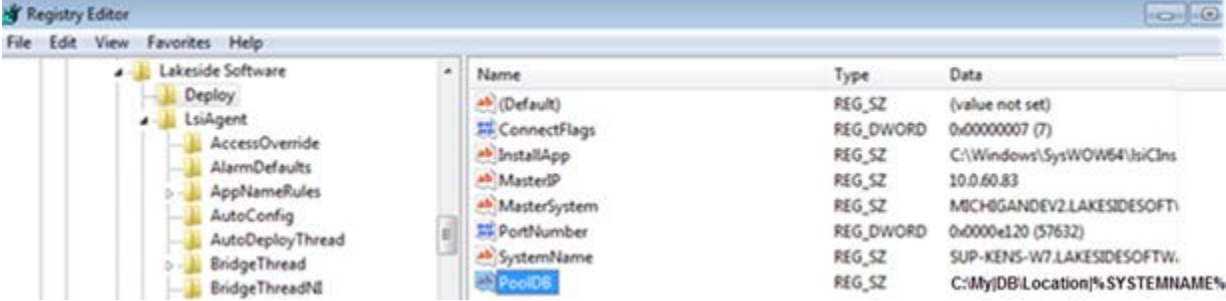 Registry Editor
File Edit View Favorites Help
Lakeside Software
Deploy
LsiAgent
AccessOverride
AlarmDefaults
AppNameRules
AutoConfig
AutoDeployThread
BridgeThread
BridgeThreadNI
Name Type Data
(Default) REG_SZ (value not set)
ConnectFlags REG_DWORD 0x00000007 (7)
InstallApp REG_SZ C:\Windows\SysWOW64\lsiCIns
MasterIP REG_SZ 10.0.60.83
MasterSystem REG_SZ MICHIGANDEV2.LAKESIDESOFT\
PortNumber REG_DWORD 0x0000e120 (57632)
SystemName REG_SZ SUP-KENS-W7.LAKESIDESOFTW.
PoolDB REG_SZ C:\My|DB\Location|%SYSTEMNAME%